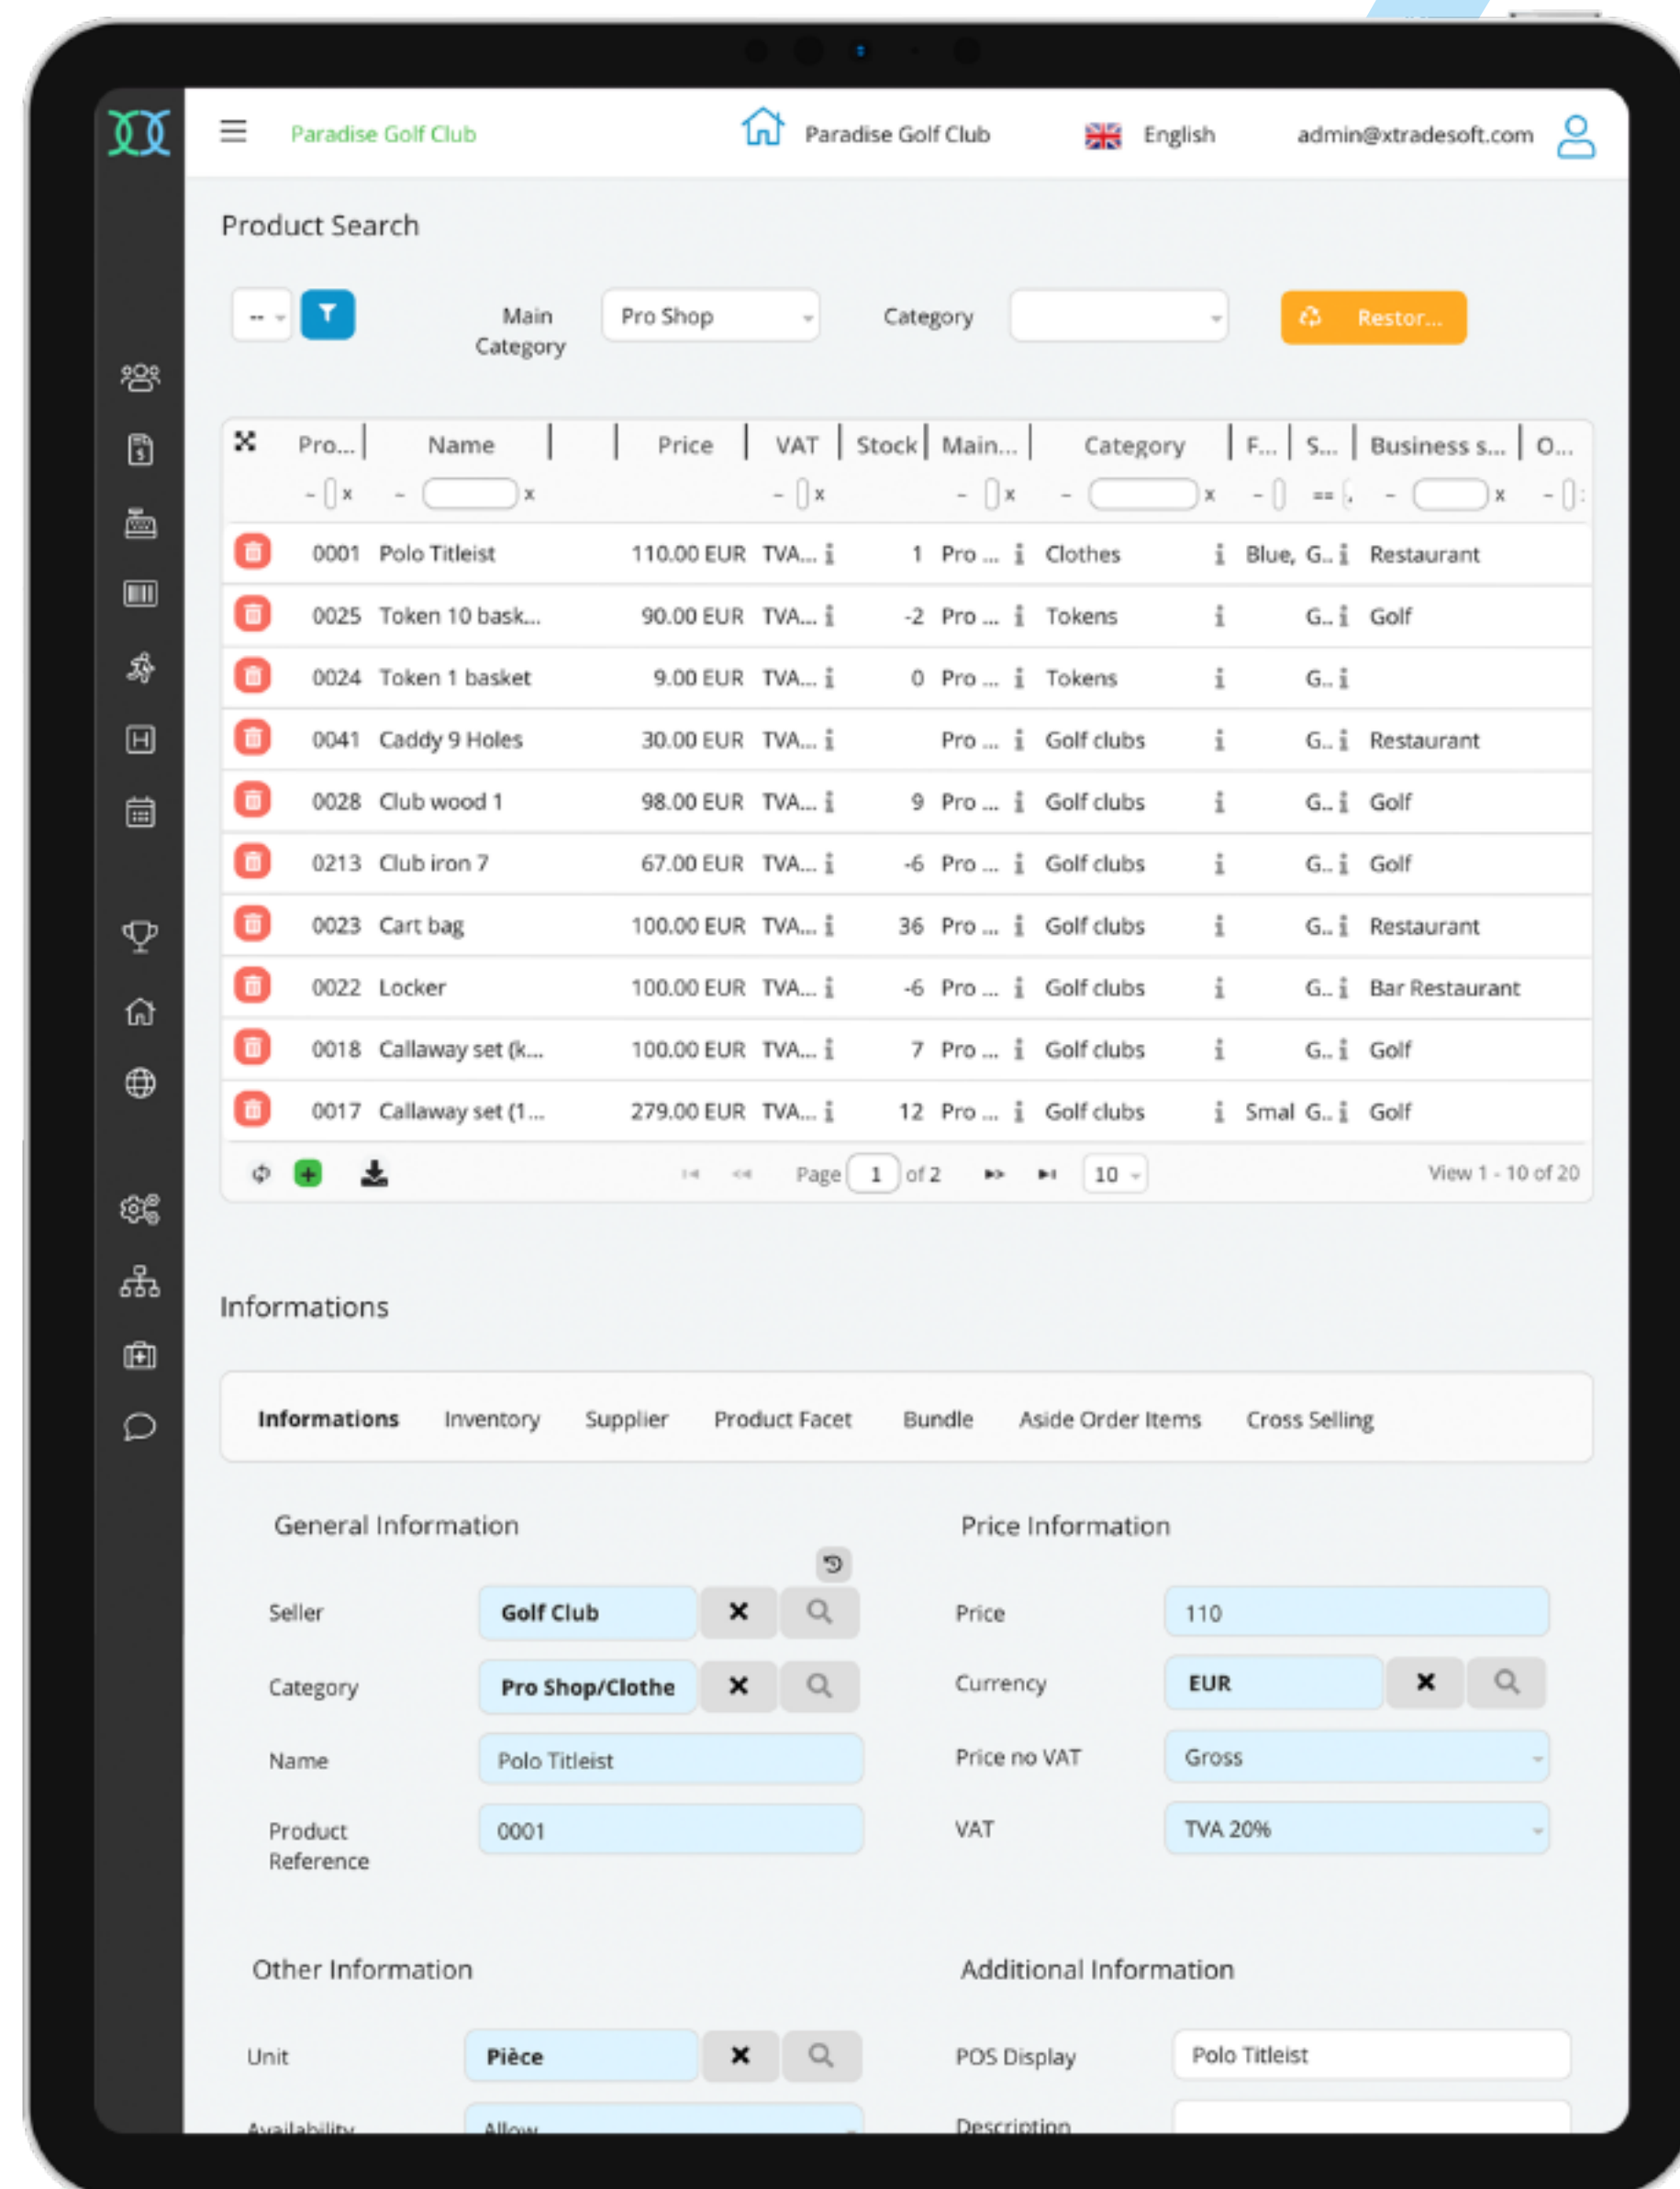 Paradise Golf Club Paradise Golf Club English admin@xtradesoft.com
Product Search
-- Main Category Pro Shop Category Restor...
Pro... Name Price VAT Stock Main... Category F... S... Business s... O...
~ x ~ x ~ x ~ x ~ x ~ == ~ x ~
0001 Polo Titleist 110.00 EUR TVA... i 1 Pro ... i Clothes i Blue, G.. i Restaurant
0025 Token 10 bask... 90.00 EUR TVA... i -2 Pro ... i Tokens i G.. i Golf
0024 Token 1 basket 9.00 EUR TVA... i 0 Pro ... i Tokens i G.. i
0041 Caddy 9 Holes 30.00 EUR TVA... i Pro ... i Golf clubs i G.. i Restaurant
0028 Club wood 1 98.00 EUR TVA... i 9 Pro ... i Golf clubs i G.. i Golf
0213 Club iron 7 67.00 EUR TVA... i -6 Pro ... i Golf clubs i G.. i Golf
0023 Cart bag 100.00 EUR TVA... i 36 Pro ... i Golf clubs i G.. i Restaurant
0022 Locker 100.00 EUR TVA... i -6 Pro ... i Golf clubs i G.. i Bar Restaurant
0018 Callaway set (k... 100.00 EUR TVA... i 7 Pro ... i Golf clubs i G.. i Golf
0017 Callaway set (1... 279.00 EUR TVA... i 12 Pro ... i Golf clubs i Smal G.. i Golf
Page 1 of 2 10 View 1 - 10 of 20
Informations
Informations Inventory Supplier Product Facet Bundle Aside Order Items Cross Selling
General Information Price Information
Seller Golf Club Price 110
Category Pro Shop/Clothe Currency EUR
Name Polo Titleist Price no VAT Gross
Product Reference 0001 VAT TVA 20%
Other Information Additional Information
Unit Pièce POS Display Polo Titleist
Availability Allow Description